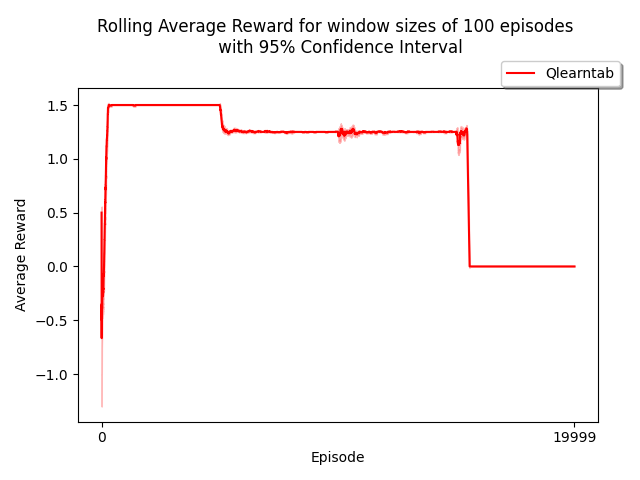 Rolling Average Reward for window sizes of 100 episodes
with 95% Confidence Interval
Qlearntab
1.5
1.0
0.5
0.0
−0.5
−1.0
Average Reward
0
19999
Episode